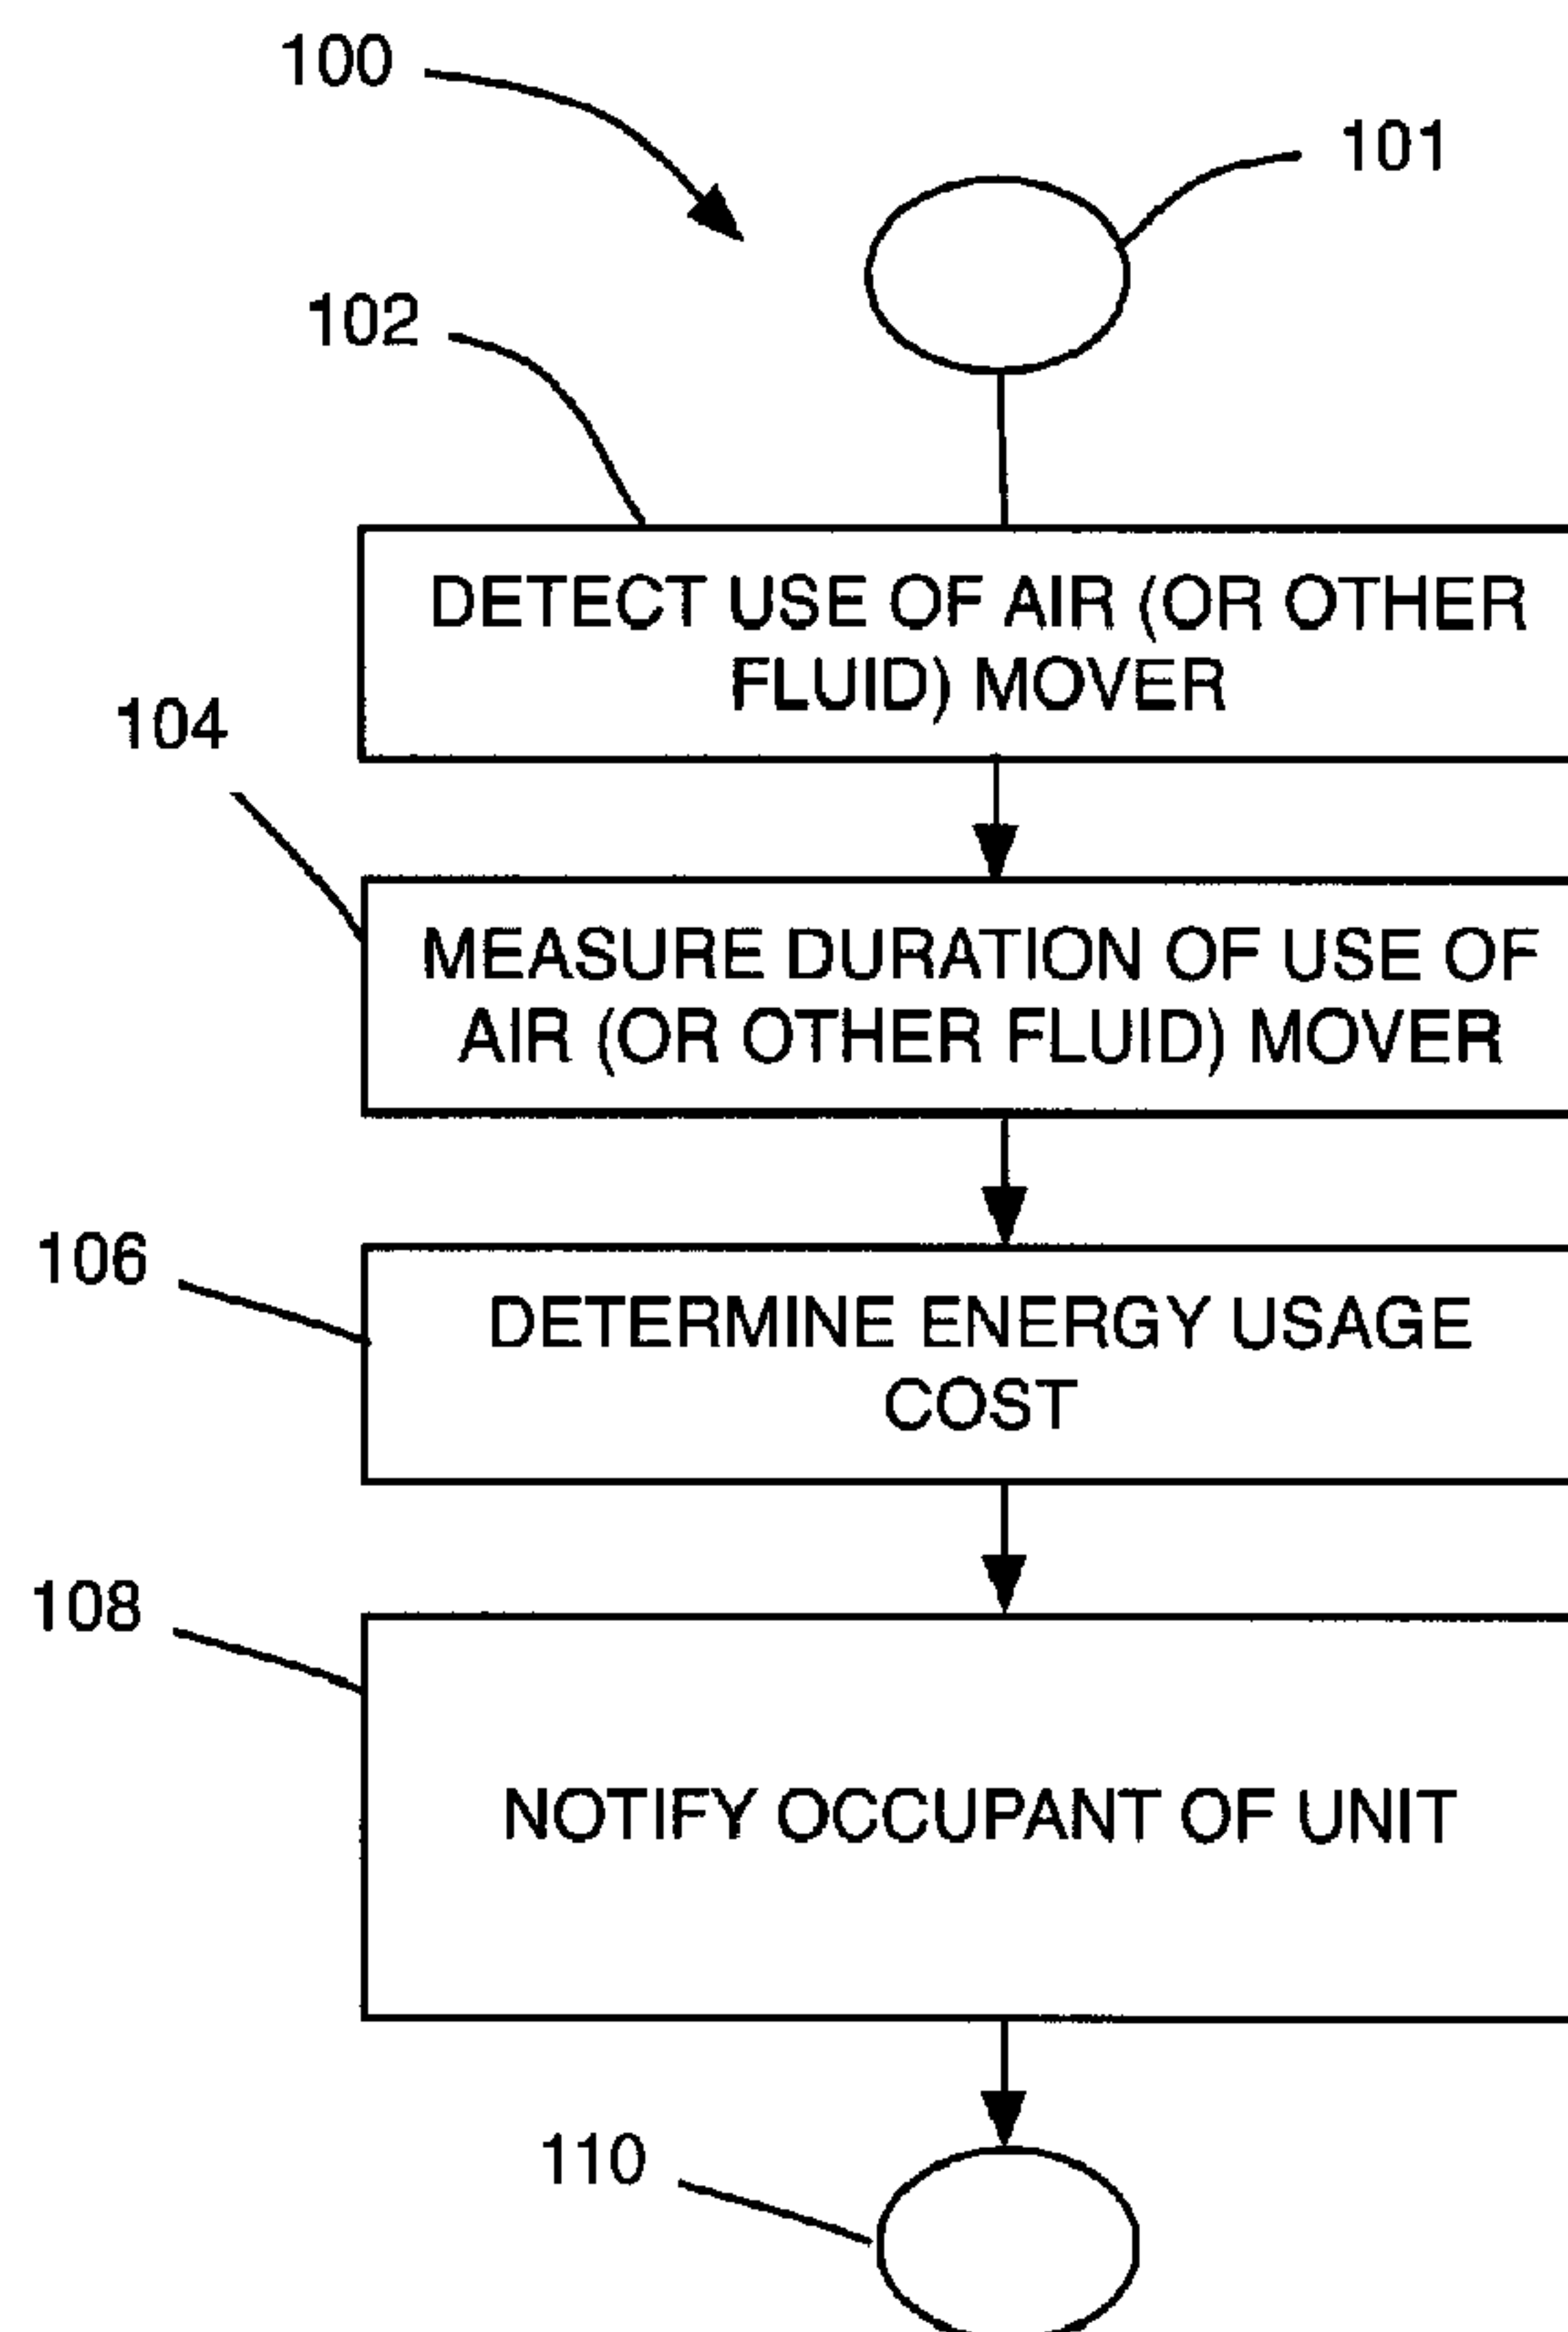 100
101
102
DETECT USE OF AIR (OR OTHER
FLUID) MOVER
104
MEASURE DURATION OF USE OF
AIR (OR OTHER FLUID) MOVER
106
DETERMINE ENERGY USAGE
COST
108
NOTIFY OCCUPANT OF UNIT
110